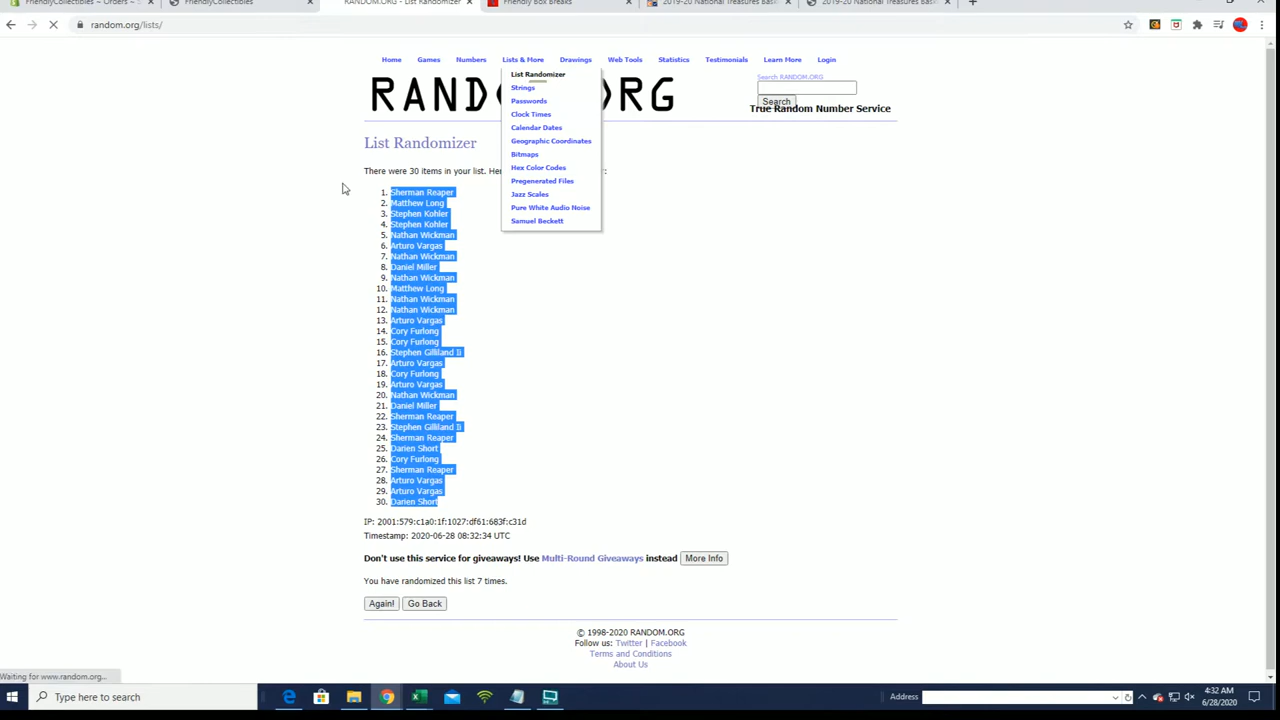 FriendlyCollectibles – Orders –
FriendlyCollectibles
RANDOM.ORG - List Randomizer
Friendly Box Breaks
2019-20 National Treasures Bask
2019-20 National Treasures Bask
random.org/lists/
Home Games Numbers Lists & More Drawings Web Tools Statistics Testimonials Learn More Login
List Randomizer
Strings
Passwords
Clock Times
Calendar Dates
Geographic Coordinates
Bitmaps
Hex Color Codes
Pregenerated Files
Jazz Scales
Pure White Audio Noise
Samuel Beckett
Search RANDOM.ORG
Search
True Random Number Service
List Randomizer
There were 30 items in your list.
1. Sherman Reaper
2. Matthew Long
3. Stephen Kohler
4. Stephen Kohler
5. Nathan Wickman
6. Arturo Vargas
7. Nathan Wickman
8. Daniel Miller
9. Nathan Wickman
10. Matthew Long
11. Nathan Wickman
12. Nathan Wickman
13. Arturo Vargas
14. Cory Furlong
15. Cory Furlong
16. Stephen Gilliland Ii
17. Arturo Vargas
18. Cory Furlong
19. Arturo Vargas
20. Nathan Wickman
21. Daniel Miller
22. Sherman Reaper
23. Stephen Gilliland Ii
24. Sherman Reaper
25. Darien Short
26. Cory Furlong
27. Sherman Reaper
28. Arturo Vargas
29. Arturo Vargas
30. Darien Short
IP: 2001:579:c1a0:1f:1027:df61:683f:c31d
Timestamp: 2020-06-28 08:32:34 UTC
Don't use this service for giveaways! Use Multi-Round Giveaways instead More Info
You have randomized this list 7 times.
Again! Go Back
© 1998-2020 RANDOM.ORG
Follow us: Twitter | Facebook
Terms and Conditions
About Us
Waiting for www.random.org...
Type here to search
Address
4:32 AM
6/28/2020